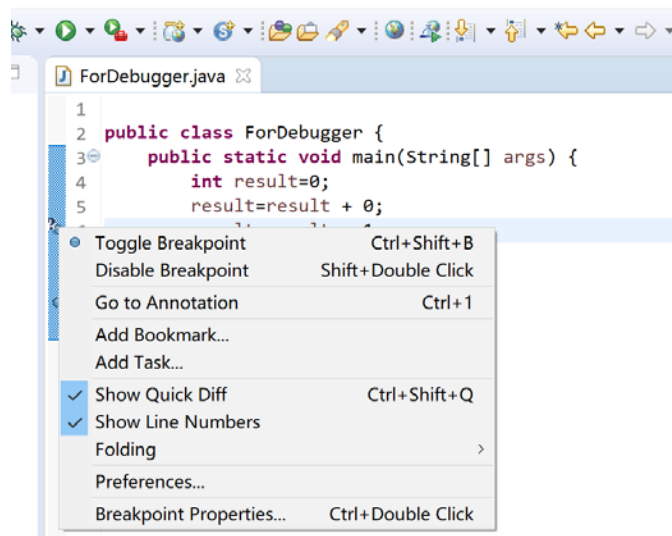 ForDebugger.java
1
2 public class ForDebugger {
3 public static void main(String[] args) {
4 int result=0;
5 result=result + 0;
Toggle Breakpoint Ctrl+Shift+B
Disable Breakpoint Shift+Double Click
Go to Annotation Ctrl+1
Add Bookmark...
Add Task...
Show Quick Diff Ctrl+Shift+Q
Show Line Numbers
Folding
Preferences...
Breakpoint Properties... Ctrl+Double Click